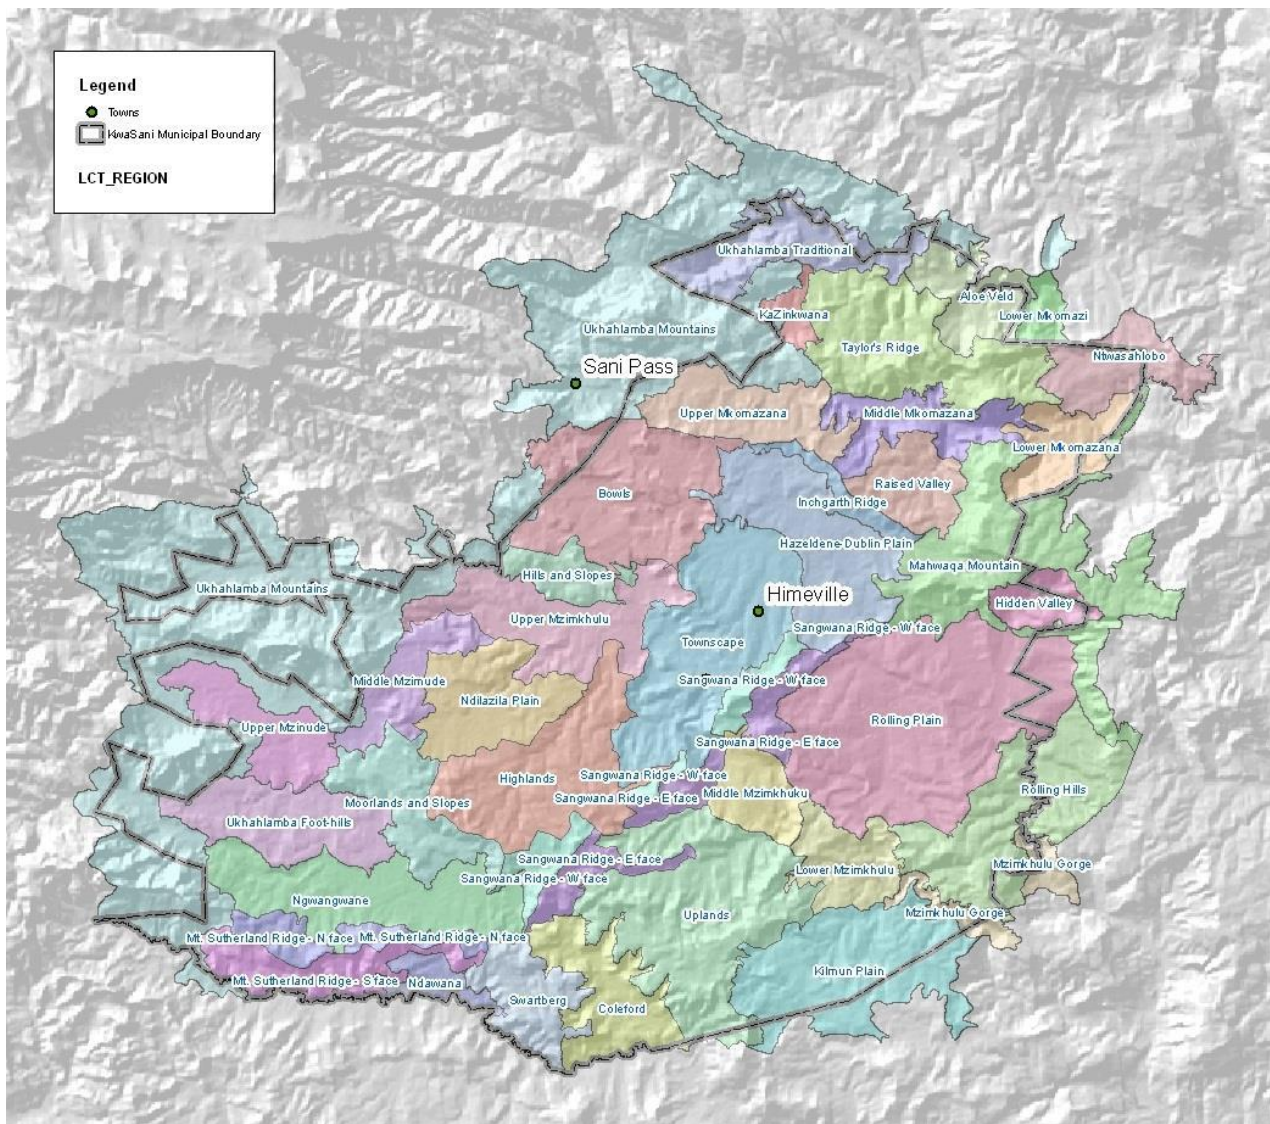 Legend
Towns
KwaSani Municipal Boundary
LCT_REGION
Ukhahlamba Traditional
Aloe Veld
KaZinkwana
Lower Mkomazi
Ukhahlamba Mountains
Taylor's Ridge
Ntwasahlobo
Sani Pass
Upper Mkomazana
Middle Mkomazana
Lower Mkomazana
Raised Valley
Bowls
Inchgarth Ridge
Hazeldene-Dublin Plain
Mahwaqa Mountain
Hills and Slopes
Ukhahlamba Mountains
Himeville
Hidden Valley
Upper Mzimkhulu
Sangwana Ridge - W face
Townscape
Sangwana Ridge - W face
Middle Mzimude
Ndilazila Plain
Rolling Plain
Upper Mzinude
Sangwana Ridge - E face
Highlands
Sangwana Ridge - W face
Rolling Hills
Middle Mzimkhuku
Sangwana Ridge - E face
Moorlands and Slopes
Ukhahlamba Foot-hills
Sangwana Ridge - E face
Mzimkhulu Gorge
Lower Mzimkhulu
Sangwana Ridge - W face
Ngwangwane
Uplands
Mzimkhulu Gorge
Mt. Sutherland Ridge - N face
Mt. Sutherland Ridge - N face
Kilmun Plain
Mt. Sutherland Ridge - S face
Ndawana
Swartberg
Coleford